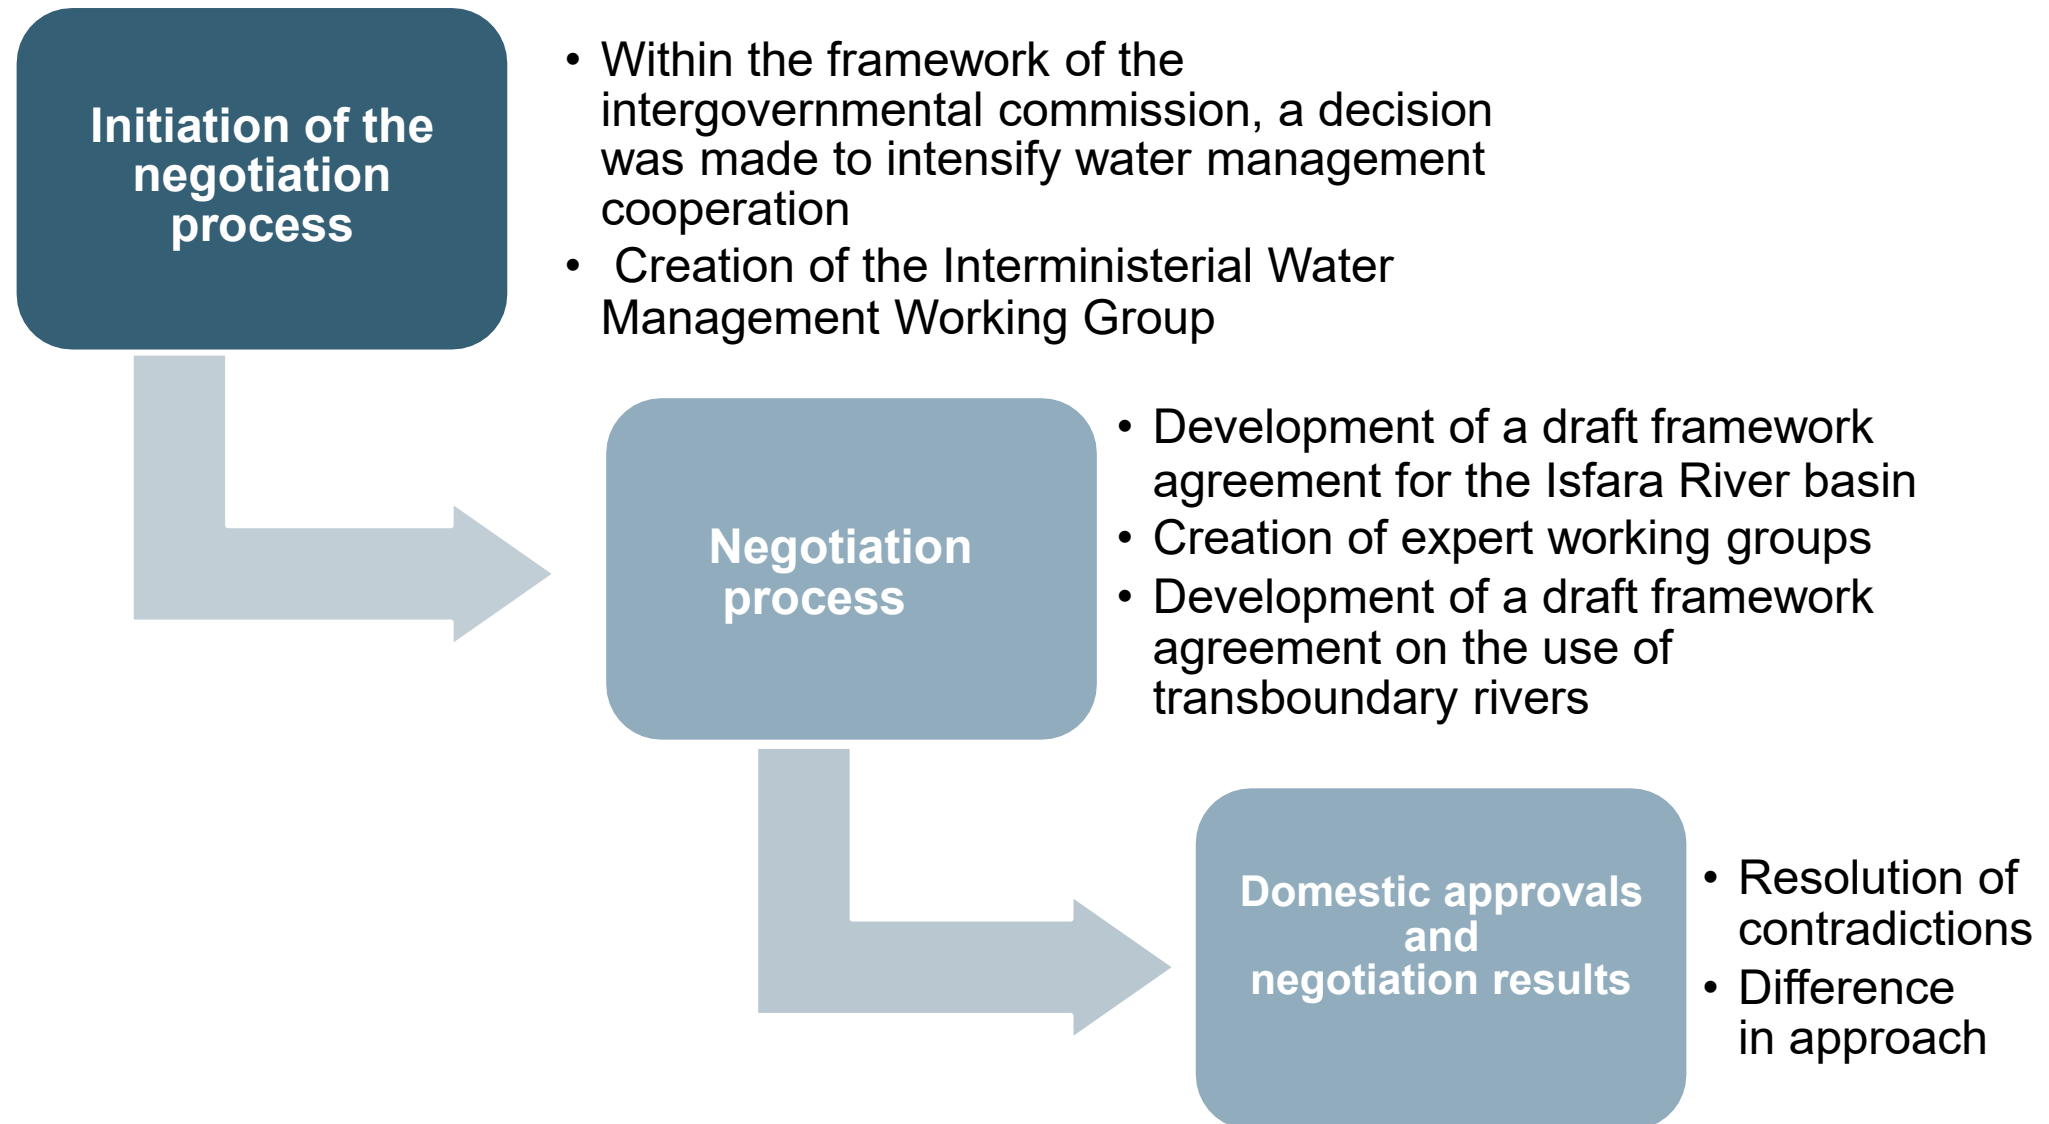 Initiation of the
negotiation
process
• Within the framework of the
intergovernmental commission, a decision
was made to intensify water management
cooperation
• Creation of the Interministerial Water
Management Working Group
Negotiation
process
• Development of a draft framework
agreement for the Isfara River basin
• Creation of expert working groups
• Development of a draft framework
agreement on the use of
transboundary rivers
Domestic approvals
and
negotiation results
• Resolution of
contradictions
• Difference
in approach